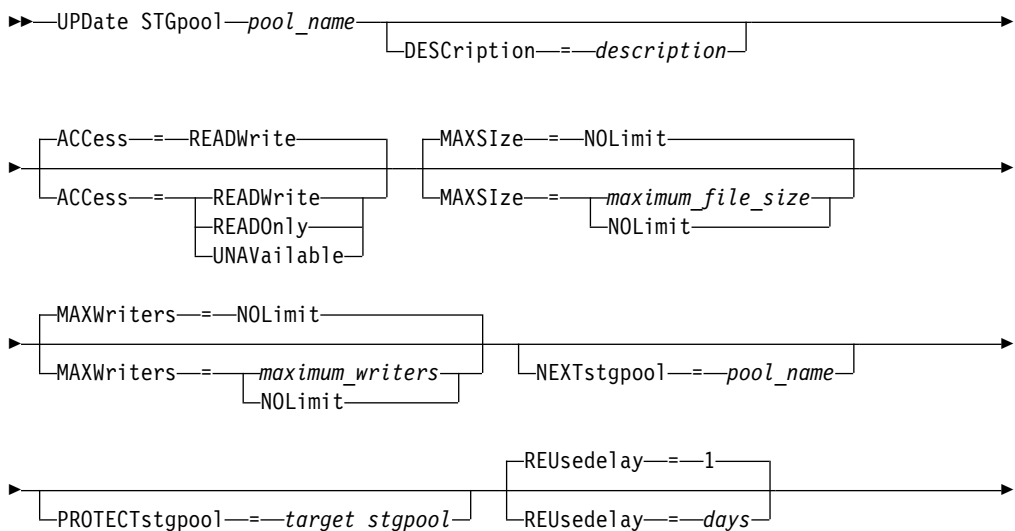 UPDate STGpool pool_name
DESCription = description
ACCess = READWrite MAXSIze = NOLimit
ACCess = READWrite MAXSIze = maximum_file_size
READOnly NOLimit
UNAVailable
MAXWriters = NOLimit
MAXWriters = maximum_writers NEXTstgpool = pool_name
NOLimit
REUsedelay = 1
PROTECTstgpool = target stgpool REUsedelay = days